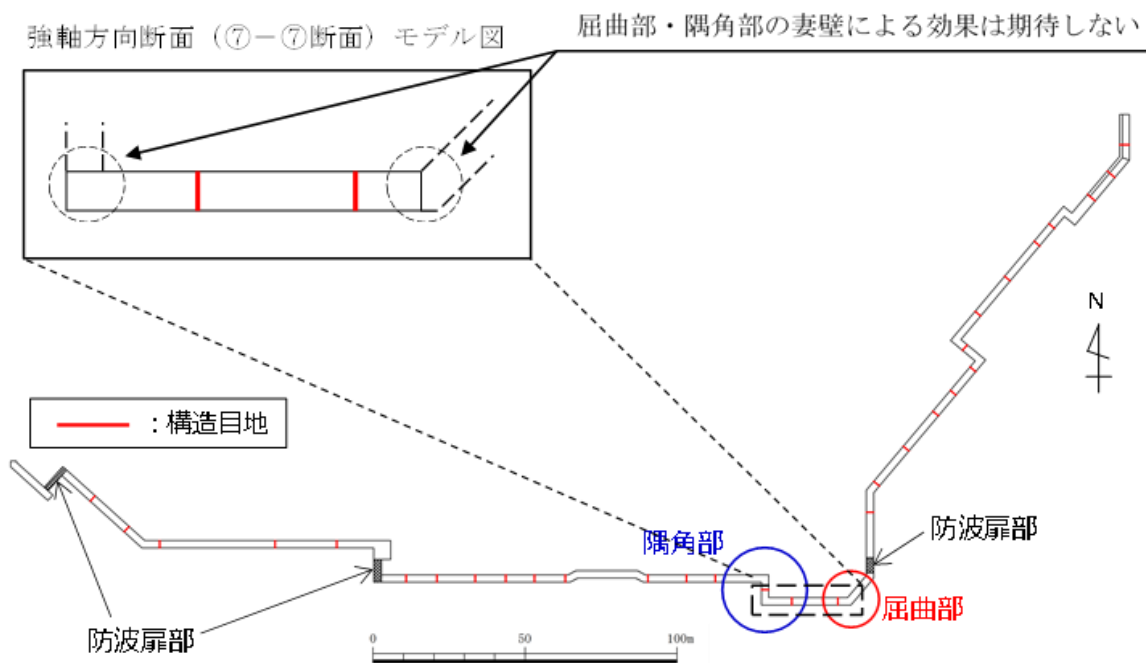 強軸方向断面（⑦－⑦断面）モデル図
屈曲部・隅角部の妻壁による効果は期待しない
N
：構造目地
防波扉部
隅角部
屈曲部
防波扉部
0
50
100m